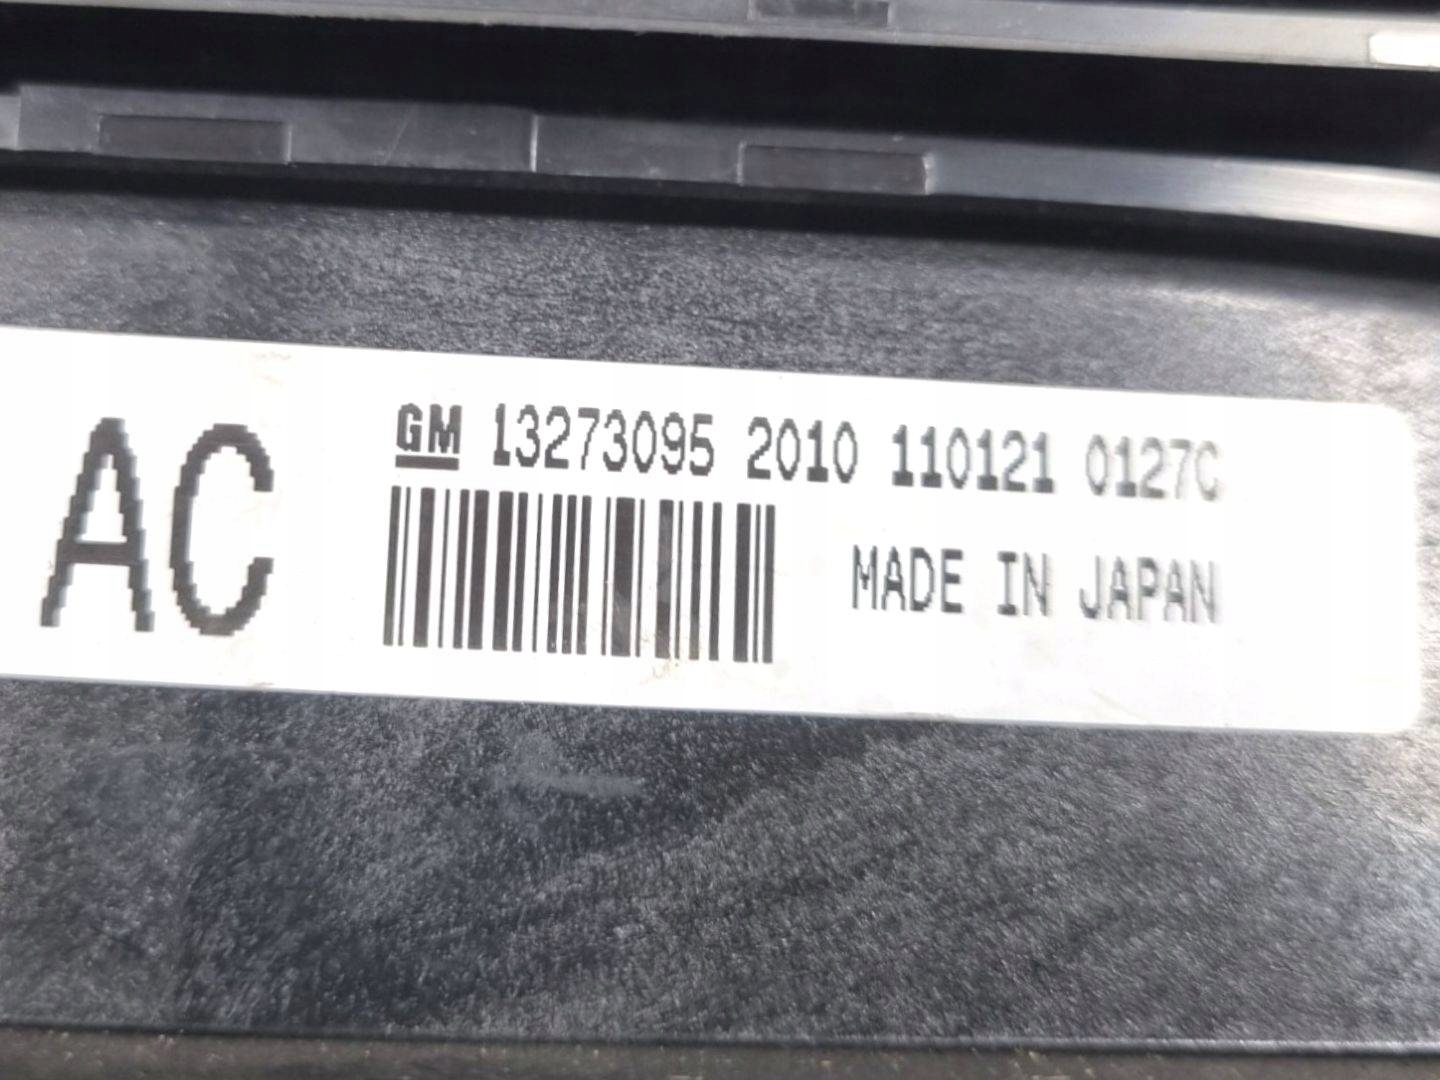 AC
GM 13273095 2010 110121 0127C
MADE IN JAPAN